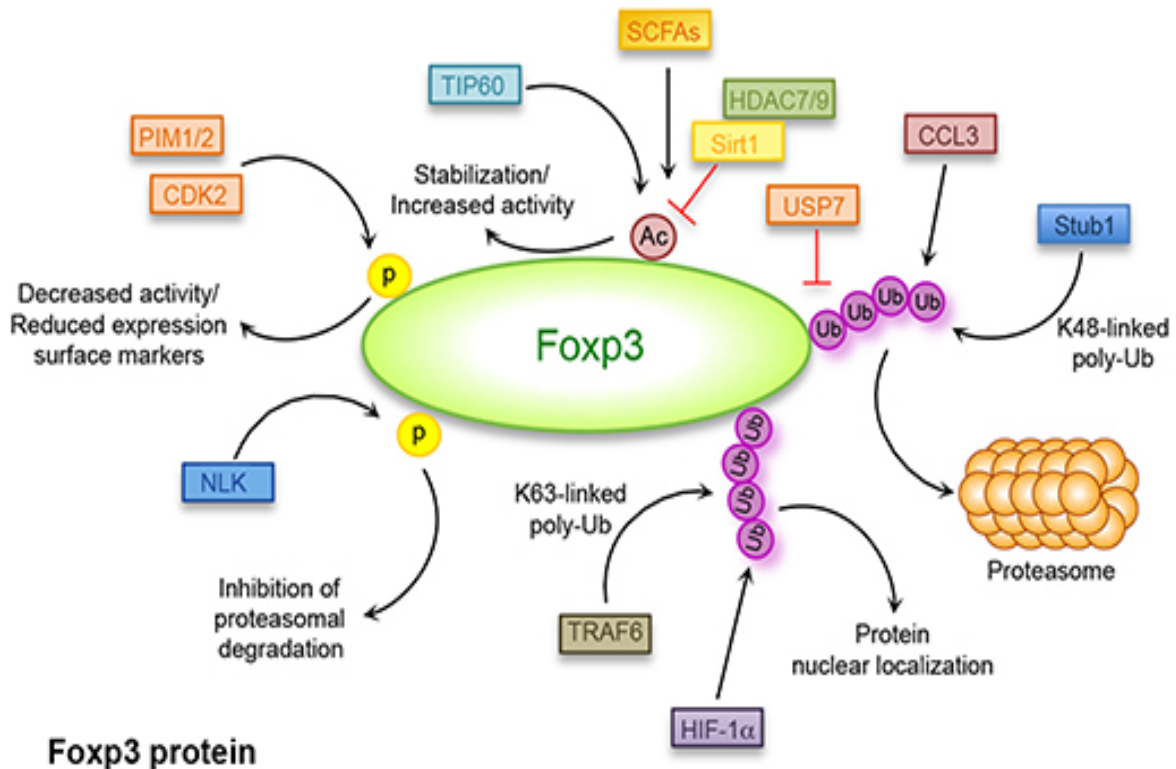 SCFAs
TIP60
HDAC7/9
Sirt1
PIM1/2
CDK2
CCL3
Stabilization/
Increased activity
USP7
Stub1
Ac
p
Decreased activity/
Reduced expression
surface markers
Foxp3
Ub Ub Ub Ub
K48-linked
poly-Ub
p
NLK
K63-linked
poly-Ub
Ub
Ub
Ub
Ub
Proteasome
Inhibition of
proteasomal
degradation
TRAF6
Protein
nuclear localization
HIF-1α
Foxp3 protein